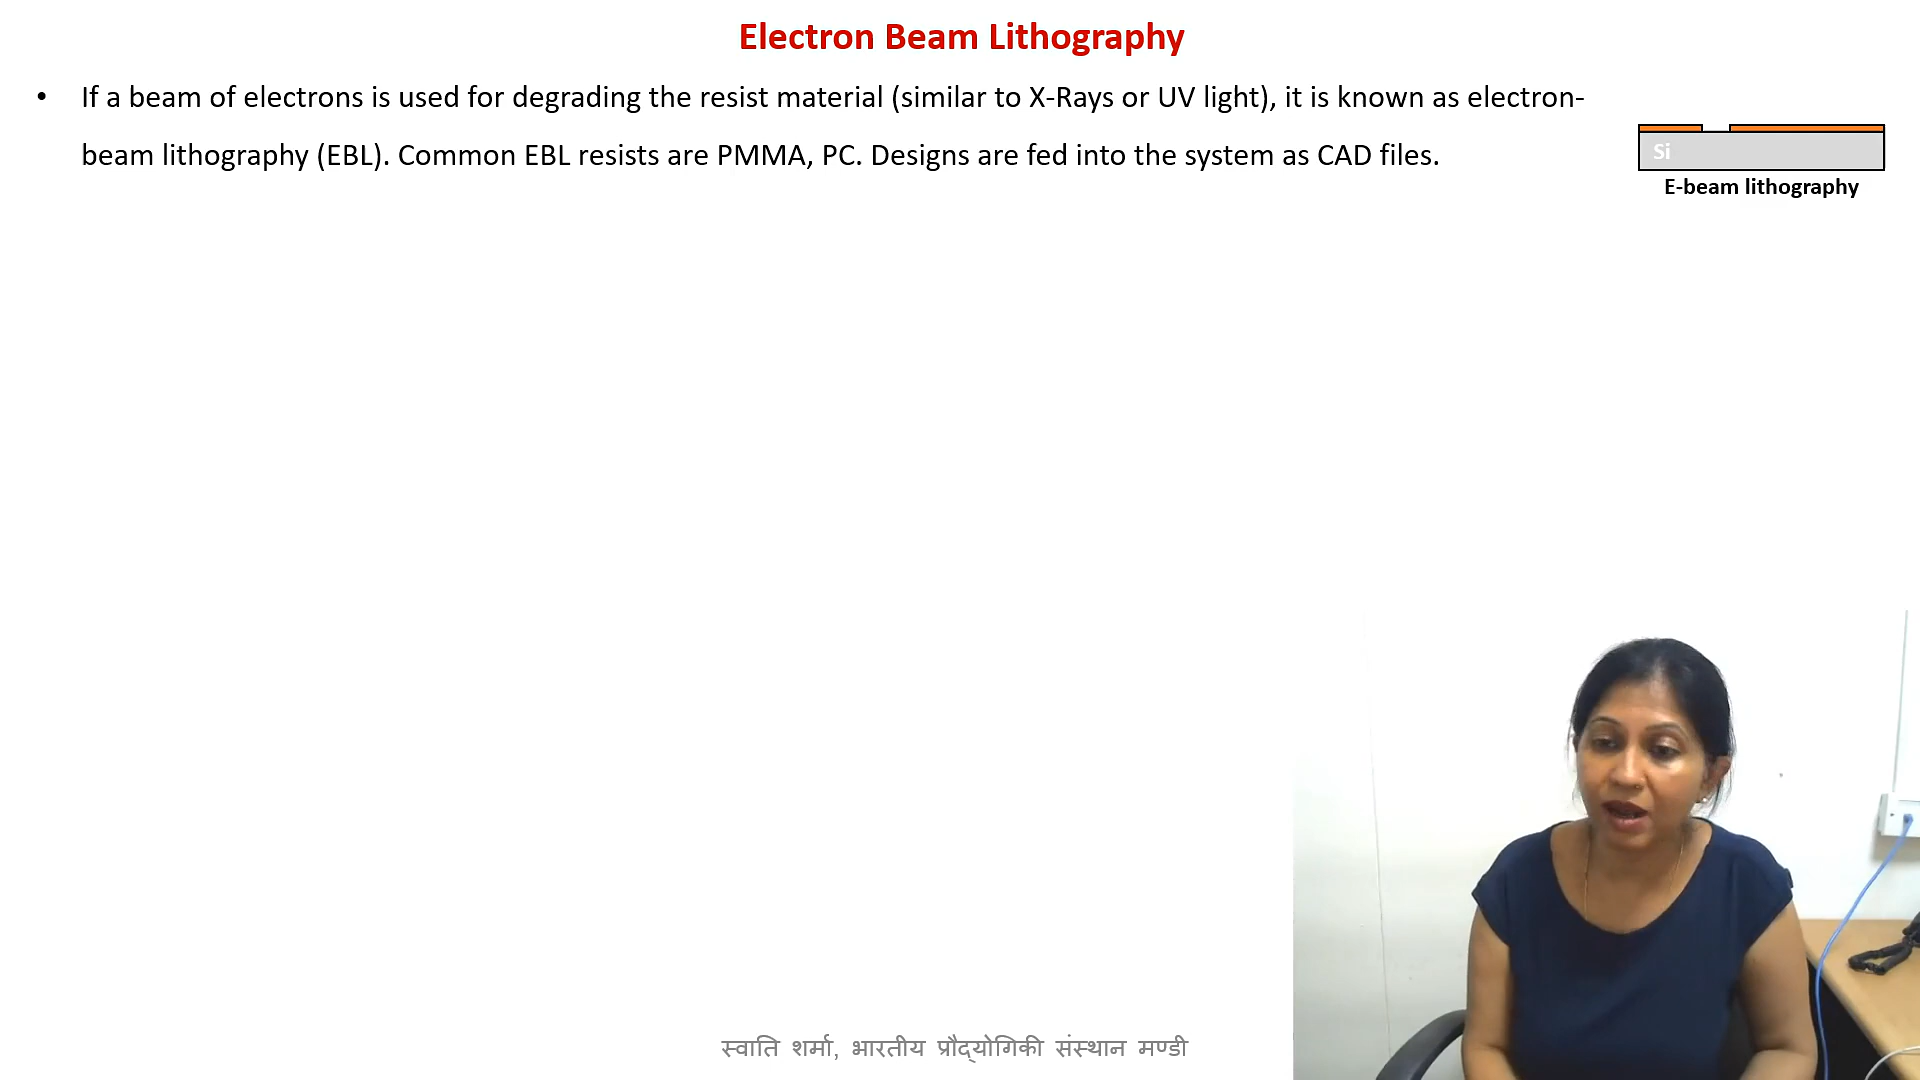 Electron Beam Lithography
• If a beam of electrons is used for degrading the resist material (similar to X-Rays or UV light), it is known as electron-
beam lithography (EBL). Common EBL resists are PMMA, PC. Designs are fed into the system as CAD files.
Si
E-beam lithography
स्वाति शर्मा, भारतीय प्रौद्योगिकी संस्थान मण्डी